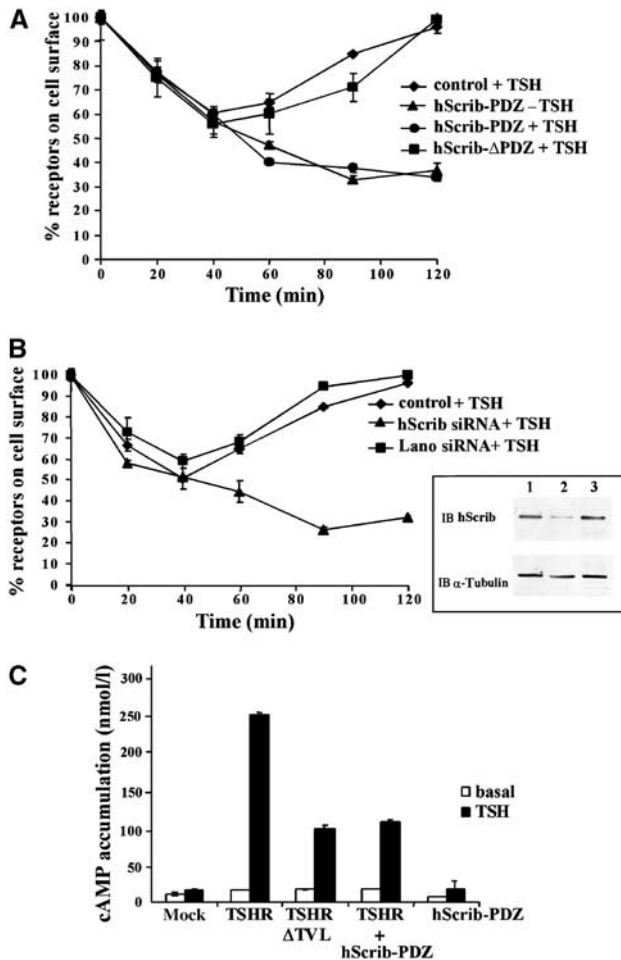 A
% receptors on cell surface
100
90
80
70
60
50
40
30
20
10
0
0 20 40 60 80 100 120
Time (min)
control + TSH
hScrib-PDZ – TSH
hScrib-PDZ + TSH
hScrib-ΔPDZ + TSH
B
% receptors on cell surface
100
90
80
70
60
50
40
30
20
10
0
0 20 40 60 80 100 120
Time (min)
control + TSH
hScrib siRNA+ TSH
Lano siRNA+ TSH
1 2 3
IB hScrib
IB α-Tubulin
C
cAMP accumulation (nmol/l)
300
250
200
150
100
50
0
basal
TSH
Mock TSHR TSHR TSHR hScrib-PDZ
ΔTVL +
hScrib-PDZ